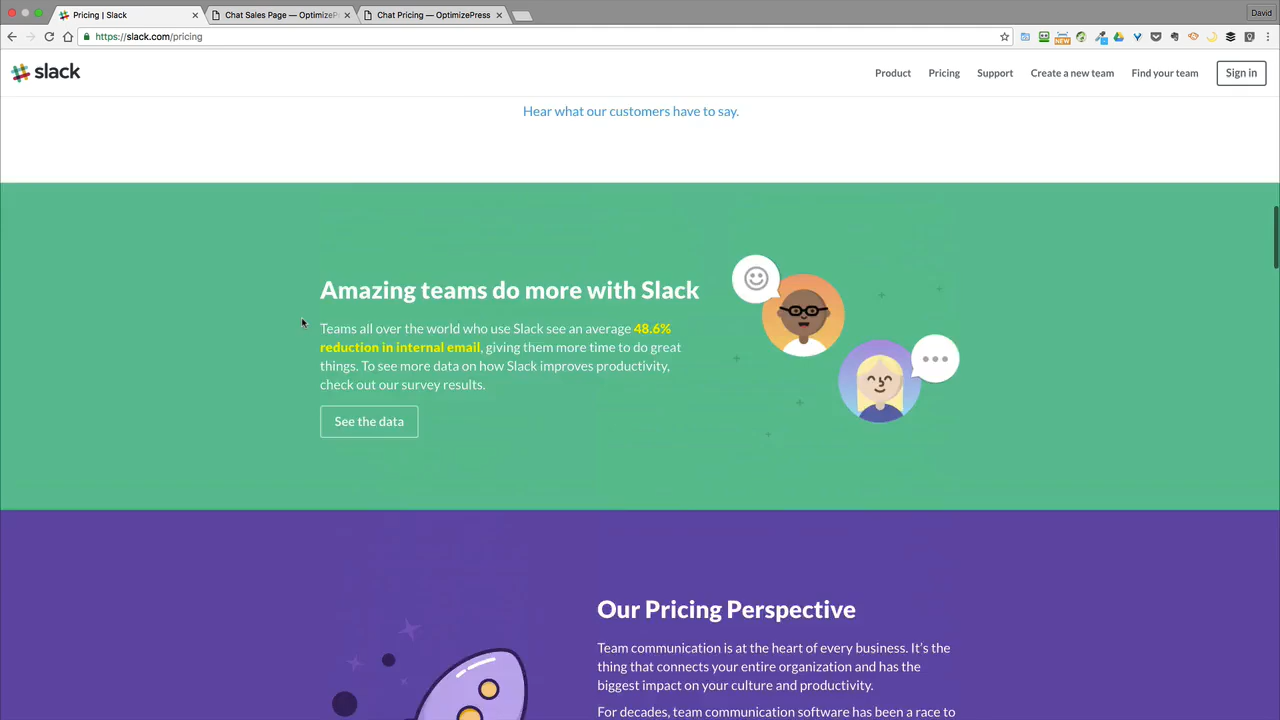 Pricing | Slack
Chat Sales Page — OptimizeP
Chat Pricing — OptimizePress
David
https://slack.com/pricing
NEW
slack
Product
Pricing
Support
Create a new team
Find your team
Sign in
Hear what our customers have to say.
Amazing teams do more with Slack
Teams all over the world who use Slack see an average 48.6%
reduction in internal email, giving them more time to do great
things. To see more data on how Slack improves productivity,
check out our survey results.
See the data
Our Pricing Perspective
Team communication is at the heart of every business. It’s the
thing that connects your entire organization and has the
biggest impact on your culture and productivity.
For decades, team communication software has been a race to